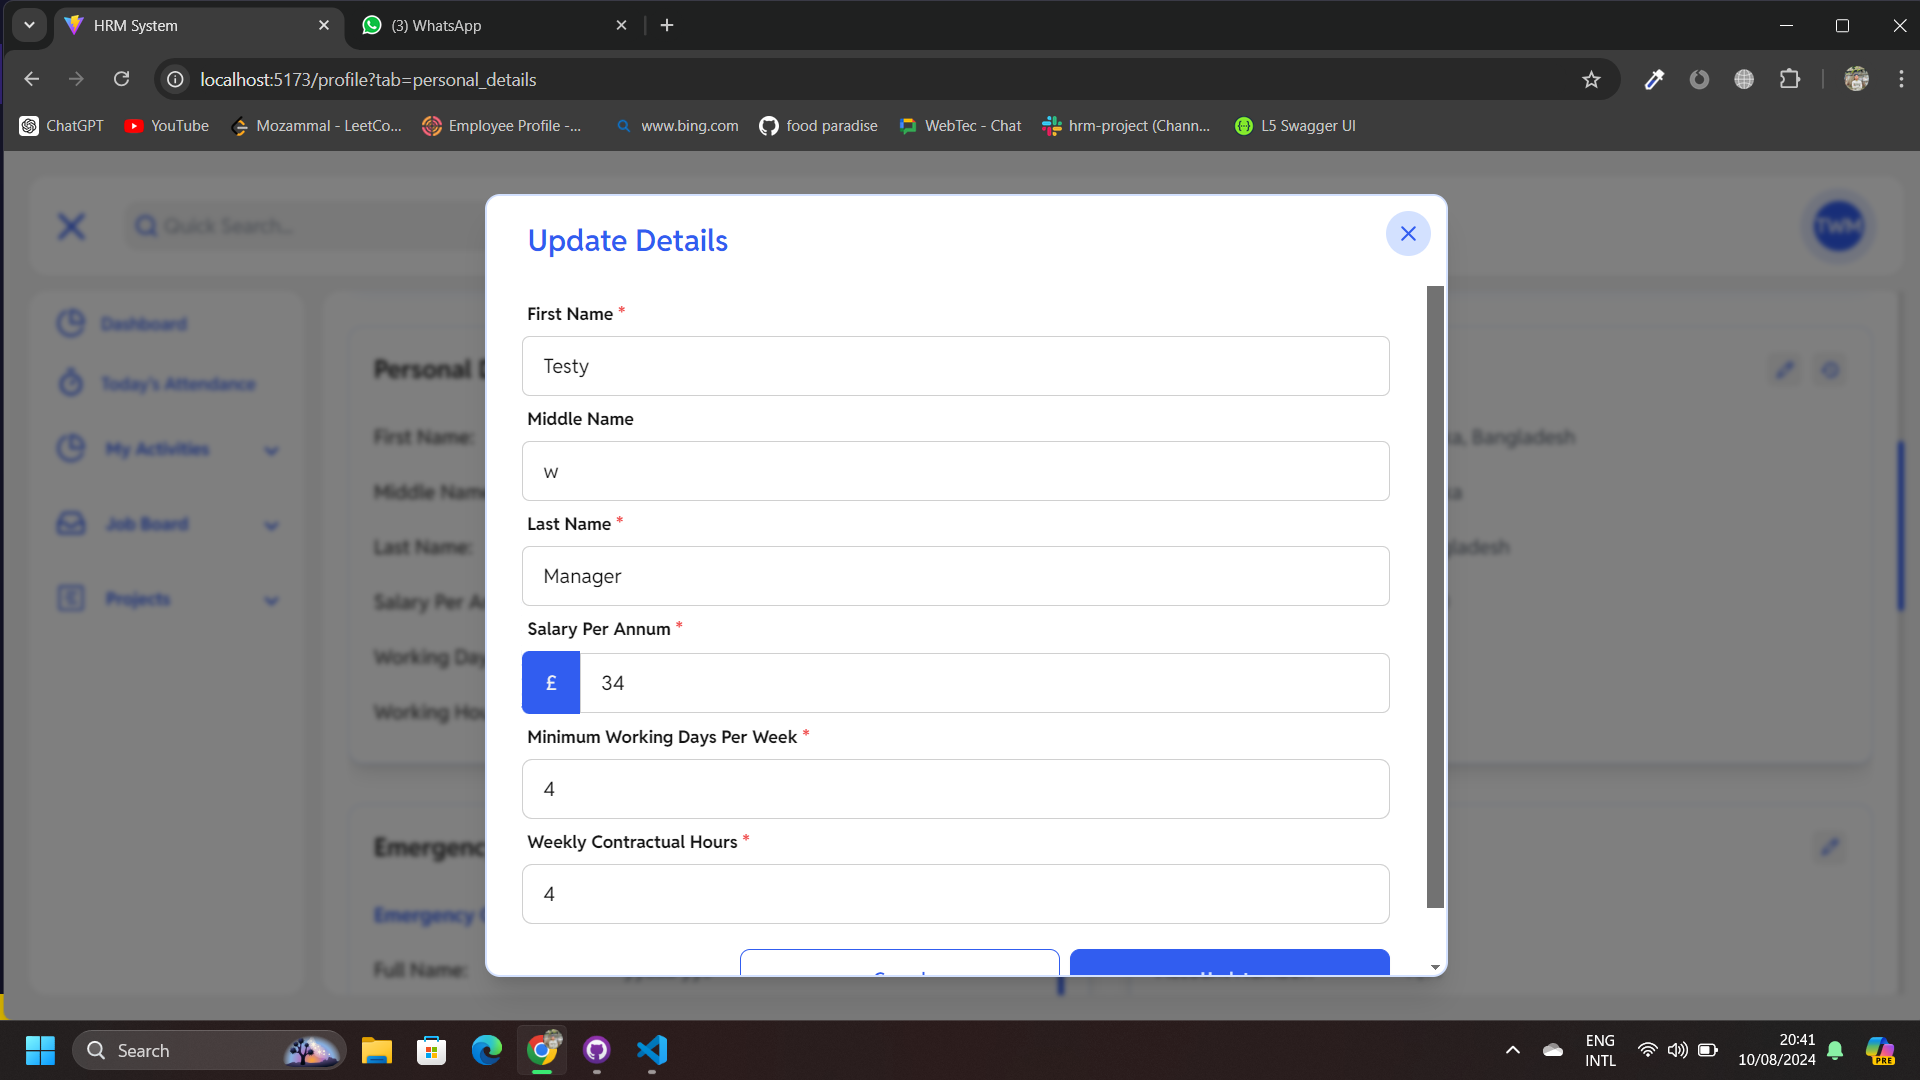 HRM System
(3) WhatsApp
localhost:5173/profile?tab=personal_details
ChatGPT
YouTube
Mozammal - LeetCo...
Employee Profile -...
www.bing.com
food paradise
WebTec - Chat
hrm-project (Chann...
L5 Swagger UI
Quick Search...
TWM
Update Details
Dashboard
Today's Attendance
My Activities
Job Board
Projects
Personal D
First Name:
Middle Name
Last Name:
Salary Per A
Working Day
Working Hou
a, Bangladesh
ladesh
First Name *
Testy
Middle Name
w
Last Name *
Manager
Salary Per Annum *
£
34
Minimum Working Days Per Week *
4
Weekly Contractual Hours *
4
Emergenc
Emergency
Full Name:
Search
ENG
INTL
20:41
10/08/2024
PRE